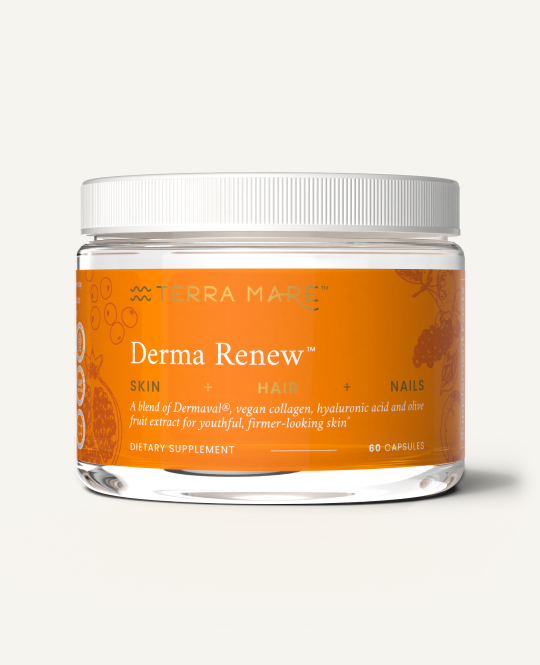 TERRA MARE™
Derma Renew™
SKIN + HAIR + NAILS
A blend of Dermaval®, vegan collagen, hyaluronic acid and olive
fruit extract for youthful, firmer-looking skin*
DIETARY SUPPLEMENT 60 CAPSULES